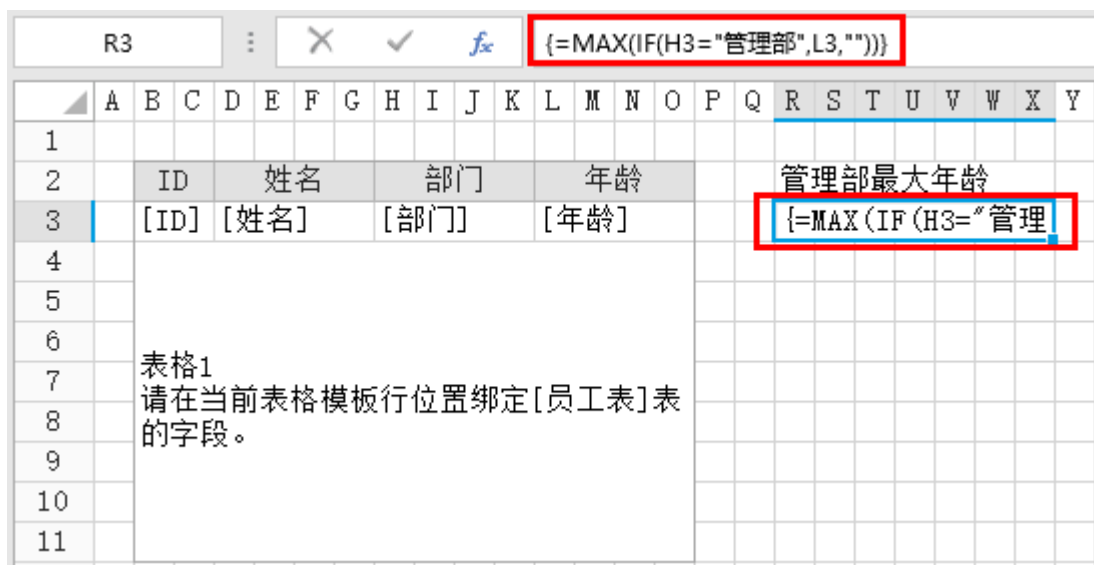 R3 fx {=MAX(IF(H3="管理部",L3,""))}
A B C D E F G H I J K L M N O P Q R S T U V W X Y
1
2 ID 姓名 部门 年龄 管理部最大年龄
3 [ID] [姓名] [部门] [年龄] {=MAX(IF(H3="管理
4
5
6
表格1
7
请在当前表格模板行位置绑定[员工表]表
8
的字段。
9
10
11